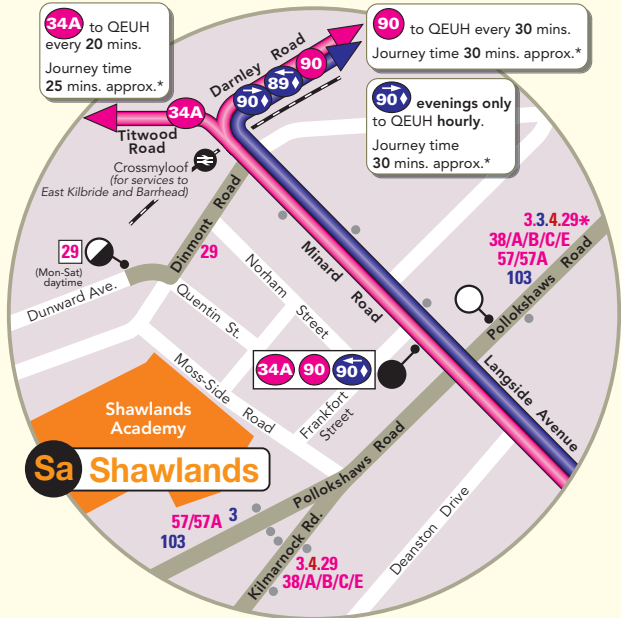 34A to QEUH
every 20 mins.
Journey time
25 mins. approx.*
90 to QEUH every 30 mins.
Journey time 30 mins. approx.*
90♦ evenings only
to QEUH hourly.
Journey time
30 mins. approx.*
Darnley Road
90♦ 89♦ 90
34A
Titwood
Road
Crossmyloof
(for services to
East Kilbride and Barrhead)
Dinmont Road
29
29
(Mon-Sat)
daytime
Dunward Ave.
Quentin St.
Norham
Street
Minard Road
3.3.4.29*
38/A/B/C/E
57/57A
103
Pollokshaws Road
Langside Avenue
34A 90 90♦
Moss-Side Road
Frankfort
Street
Shawlands
Academy
Sa Shawlands
Pollokshaws Road
57/57A 3
103
Kilmarnock Rd.
3.4.29
38/A/B/C/E
Deanston Drive